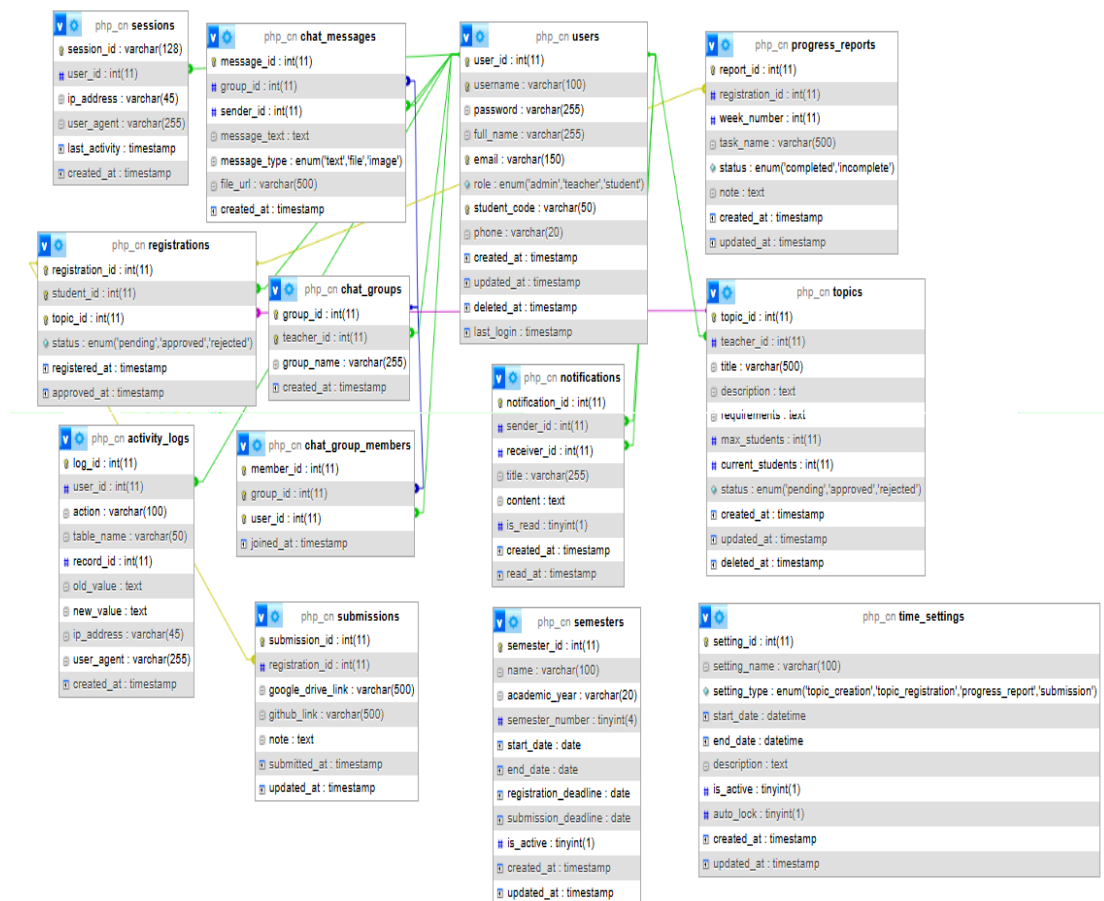 php_cn sessions
session_id : varchar(128)
user_id : int(11)
ip_address : varchar(45)
user_agent : varchar(255)
last_activity : timestamp
created_at : timestamp
php_cn chat_messages
message_id : int(11)
group_id : int(11)
sender_id : int(11)
message_text : text
message_type : enum('text','file','image')
file_url : varchar(500)
created_at : timestamp
php_cn users
user_id : int(11)
username : varchar(100)
password : varchar(255)
full_name : varchar(255)
email : varchar(150)
role : enum('admin','teacher','student')
student_code : varchar(50)
phone : varchar(20)
created_at : timestamp
updated_at : timestamp
deleted_at : timestamp
last_login : timestamp
php_cn progress_reports
report_id : int(11)
registration_id : int(11)
week_number : int(11)
task_name : varchar(500)
status : enum('completed','incomplete')
note : text
created_at : timestamp
updated_at : timestamp
php_cn registrations
registration_id : int(11)
student_id : int(11)
topic_id : int(11)
status : enum('pending','approved','rejected')
registered_at : timestamp
approved_at : timestamp
php_cn chat_groups
group_id : int(11)
teacher_id : int(11)
group_name : varchar(255)
created_at : timestamp
php_cn topics
topic_id : int(11)
teacher_id : int(11)
title : varchar(500)
description : text
requirements : text
max_students : int(11)
current_students : int(11)
status : enum('pending','approved','rejected')
created_at : timestamp
updated_at : timestamp
deleted_at : timestamp
php_cn notifications
notification_id : int(11)
sender_id : int(11)
receiver_id : int(11)
title : varchar(255)
content : text
is_read : tinyint(1)
created_at : timestamp
read_at : timestamp
php_cn activity_logs
log_id : int(11)
user_id : int(11)
action : varchar(100)
table_name : varchar(50)
record_id : int(11)
old_value : text
new_value : text
ip_address : varchar(45)
user_agent : varchar(255)
created_at : timestamp
php_cn chat_group_members
member_id : int(11)
group_id : int(11)
user_id : int(11)
joined_at : timestamp
php_cn submissions
submission_id : int(11)
registration_id : int(11)
google_drive_link : varchar(500)
github_link : varchar(500)
note : text
submitted_at : timestamp
updated_at : timestamp
php_cn semesters
semester_id : int(11)
name : varchar(100)
academic_year : varchar(20)
semester_number : tinyint(4)
start_date : date
end_date : date
registration_deadline : date
submission_deadline : date
is_active : tinyint(1)
created_at : timestamp
updated_at : timestamp
php_cn time_settings
setting_id : int(11)
setting_name : varchar(100)
setting_type : enum('topic_creation','topic_registration','progress_report','submission')
start_date : datetime
end_date : datetime
description : text
is_active : tinyint(1)
auto_lock : tinyint(1)
created_at : timestamp
updated_at : timestamp